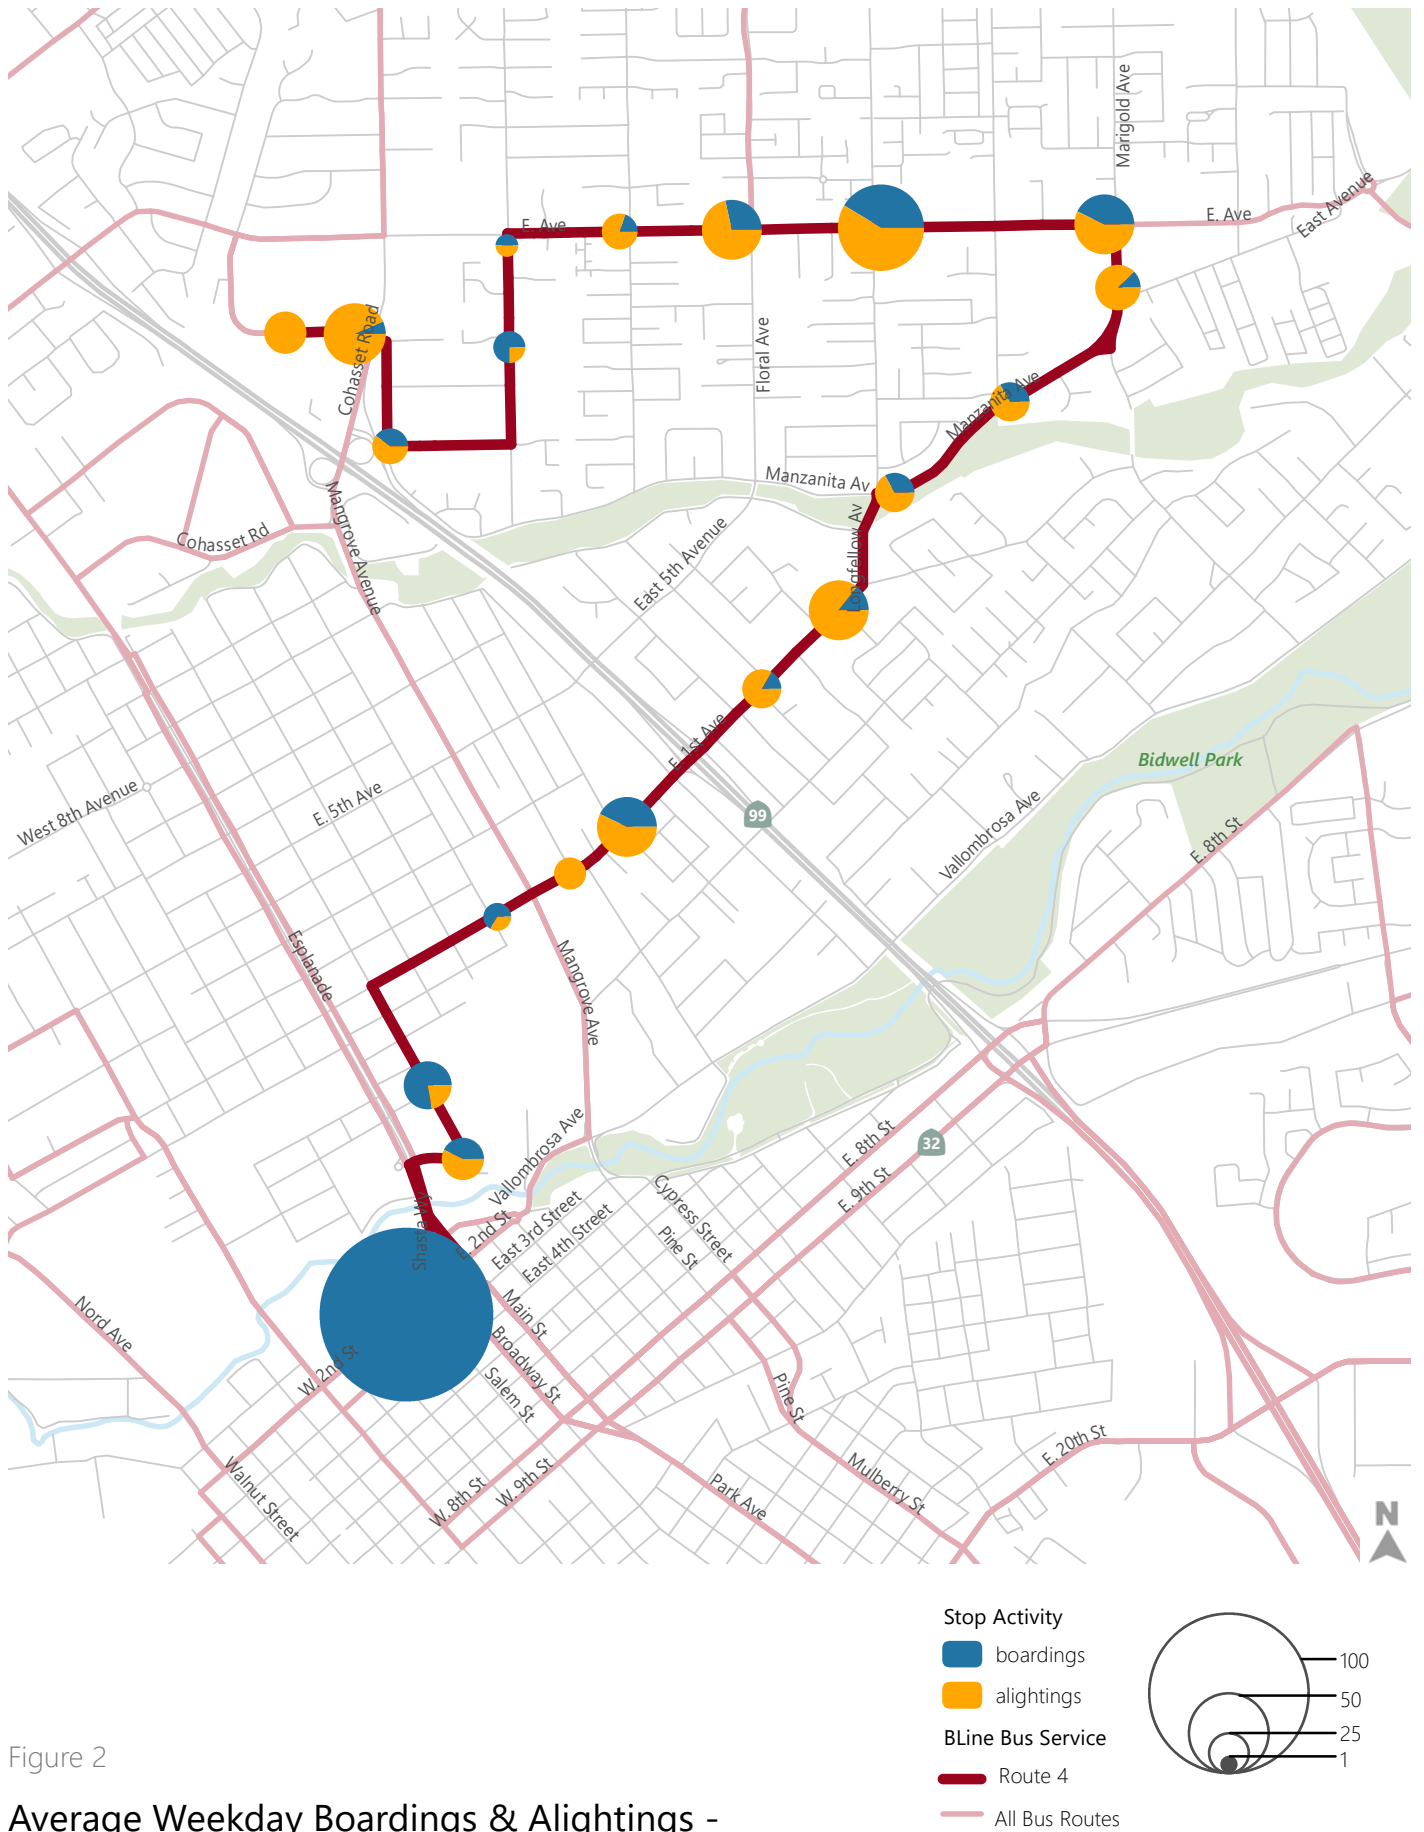 Marigold Ave
E. Ave
E. Ave
East Avenue
Cohasset Road
Floral Ave
Manzanita Ave
Manzanita Av
Longfellow Av
Mangrove Avenue
Cohasset Rd
East 5th Avenue
E. 1st Ave
Bidwell Park
West 8th Avenue
E. 5th Ave
99
Vallombrosa Ave
E. 8th St
Esplanade
Mangrove Ave
Vallombrosa Ave
E. 8th St
32
E. 9th St
Shasta Wy
E. 2nd St
East 3rd Street
East 4th Street
Cypress Street
Pine St
Nord Ave
Main St
Broadway St
W. 2nd St
Salem St
Pine St
Walnut Street
W. 8th St
W. 9th St
Park Ave
Mulberry St
E. 20th St
N
Stop Activity
boardings
alightings
BLine Bus Service
Route 4
All Bus Routes
100
50
25
1
Figure 2
Average Weekday Boardings & Alightings -